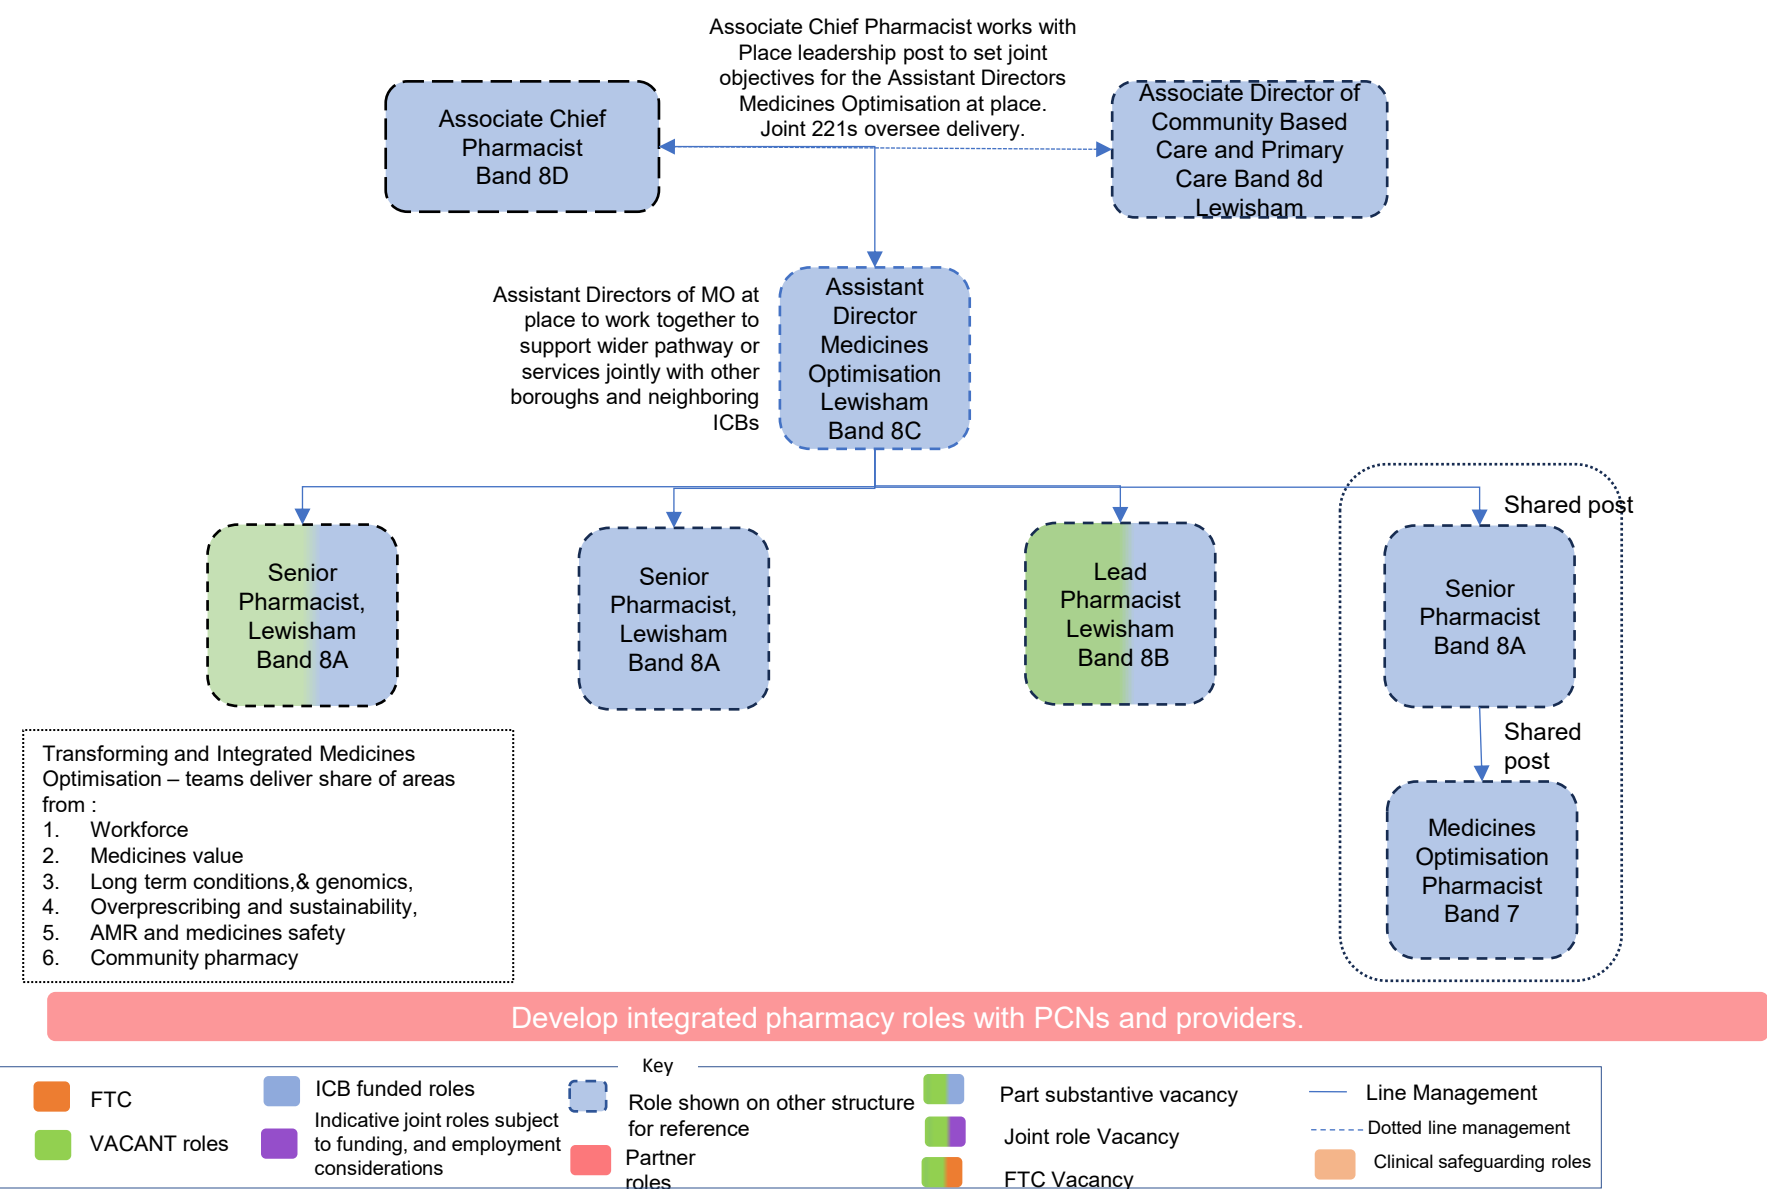 Associate Chief Pharmacist works with
Place leadership post to set joint
objectives for the Assistant Directors
Medicines Optimisation at place.
Joint 221s oversee delivery.
Associate Chief
Pharmacist
Band 8D
Associate Director of
Community Based
Care and Primary
Care Band 8d
Lewisham
Assistant Directors of MO at
place to work together to
support wider pathway or
services jointly with other
boroughs and neighboring
ICBs
Assistant
Director
Medicines
Optimisation
Lewisham
Band 8C
Shared post
Senior
Pharmacist,
Lewisham
Band 8A
Senior
Pharmacist,
Lewisham
Band 8A
Lead
Pharmacist
Lewisham
Band 8B
Senior
Pharmacist
Band 8A
Shared
post
Medicines
Optimisation
Pharmacist
Band 7
Transforming and Integrated Medicines
Optimisation – teams deliver share of areas
from :
1. Workforce
2. Medicines value
3. Long term conditions,& genomics,
4. Overprescribing and sustainability,
5. AMR and medicines safety
6. Community pharmacy
Develop integrated pharmacy roles with PCNs and providers.
Key
FTC
VACANT roles
ICB funded roles
Indicative joint roles subject
to funding, and employment
considerations
Role shown on other structure
for reference
Partner
roles
Part substantive vacancy
Joint role Vacancy
FTC Vacancy
Line Management
Dotted line management
Clinical safeguarding roles